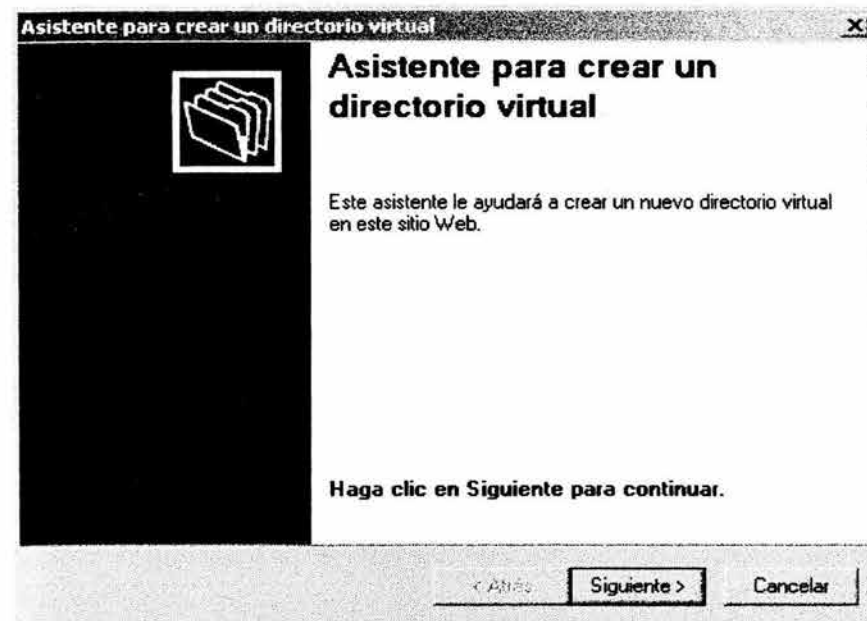 Asistente para crear un directorio virtual
Asistente para crear un
directorio virtual
Este asistente le ayudará a crear un nuevo directorio virtual
en este sitio Web.
Haga clic en Siguiente para continuar.
< Atrás
Siguiente >
Cancelar